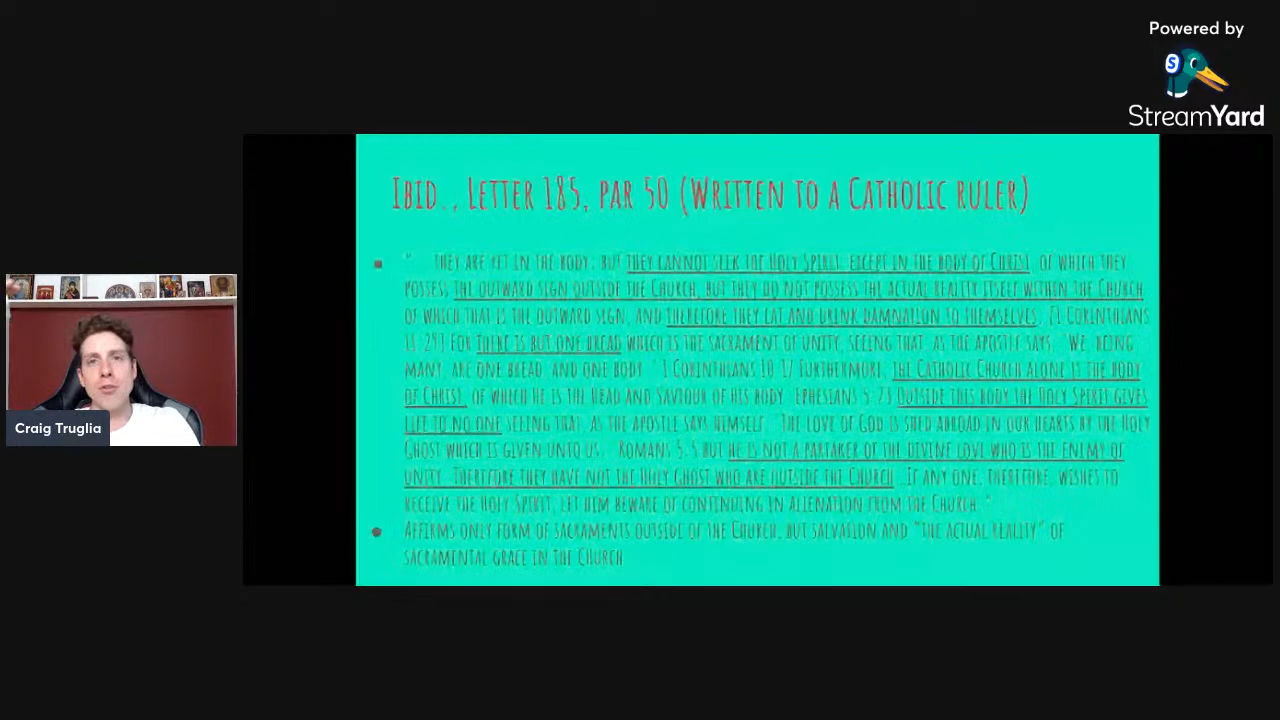 Powered by
StreamYard
IBID., LETTER 185, PAR 50 (WRITTEN TO A CATHOLIC RULER)
" THEY ARE YET IN THE BODY; BUT THEY CANNOT SEEK THE HOLY SPIRIT, EXCEPT IN THE BODY OF CHRIST, OF WHICH THEY
POSSESS THE OUTWARD SIGN OUTSIDE THE CHURCH, BUT THEY DO NOT POSSESS THE ACTUAL REALITY ITSELF WITHIN THE CHURCH
OF WHICH THAT IS THE OUTWARD SIGN, AND THEREFORE THEY EAT AND DRINK DAMNATION TO THEMSELVES. [1 CORINTHIANS
11:29] FOR THERE IS BUT ONE BREAD WHICH IS THE SACRAMENT OF UNITY, SEEING THAT, AS THE APOSTLE SAYS, "WE, BEING
MANY, ARE ONE BREAD, AND ONE BODY." 1 CORINTHIANS 10:17 FURTHERMORE, THE CATHOLIC CHURCH ALONE IS THE BODY
OF CHRIST, OF WHICH HE IS THE HEAD AND SAVIOUR OF HIS BODY. EPHESIANS 5:23 OUTSIDE THIS BODY THE HOLY SPIRIT GIVES
LIFE TO NO ONE SEEING THAT, AS THE APOSTLE SAYS HIMSELF, "THE LOVE OF GOD IS SHED ABROAD IN OUR HEARTS BY THE HOLY
GHOST WHICH IS GIVEN UNTO US." ROMANS 5:5 BUT HE IS NOT A PARTAKER OF THE DIVINE LOVE WHO IS THE ENEMY OF
UNITY. THEREFORE THEY HAVE NOT THE HOLY GHOST WHO ARE OUTSIDE THE CHURCH...IF ANY ONE, THEREFORE, WISHES TO
RECEIVE THE HOLY SPIRIT, LET HIM BEWARE OF CONTINUING IN ALIENATION FROM THE CHURCH."
AFFIRMS ONLY FORM OF SACRAMENTS OUTSIDE OF THE CHURCH, BUT SALVATION AND "THE ACTUAL REALITY" OF
SACRAMENTAL GRACE IN THE CHURCH
Craig Truglia